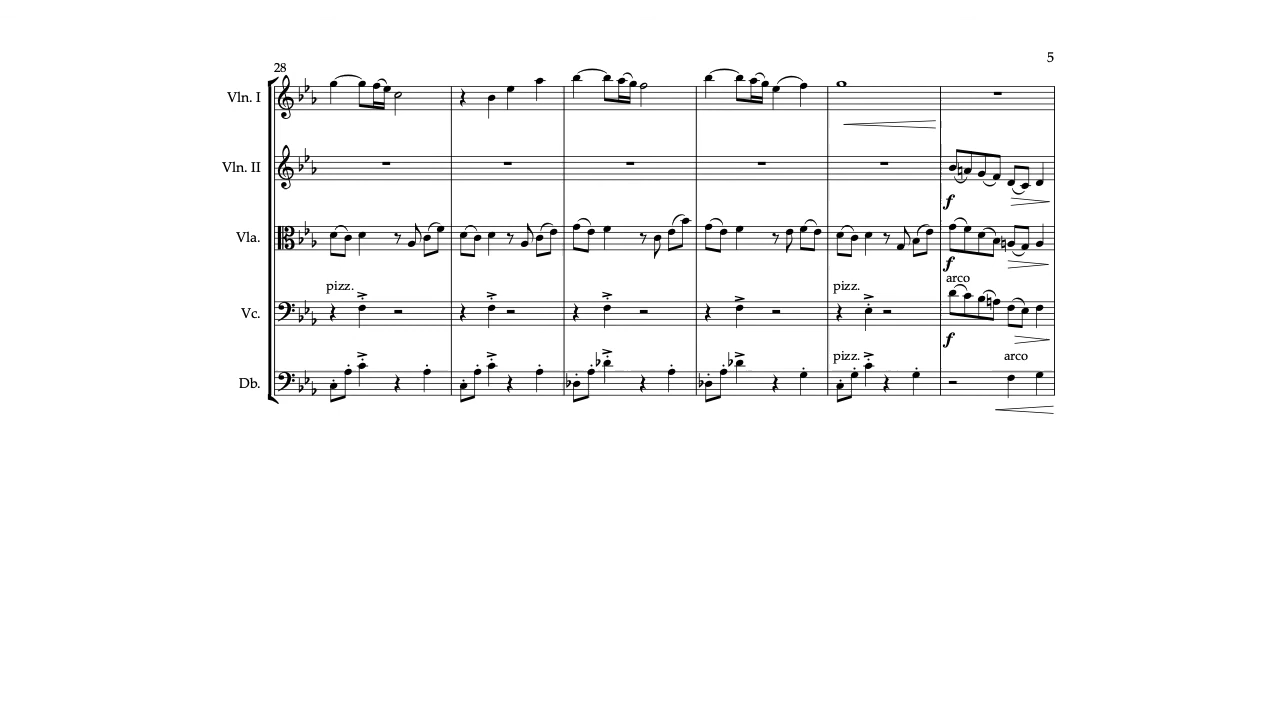 5
28
Vln. I
Vln. II
f
Vla.
f
pizz. pizz. arco
Vc.
f
pizz. arco
Db.